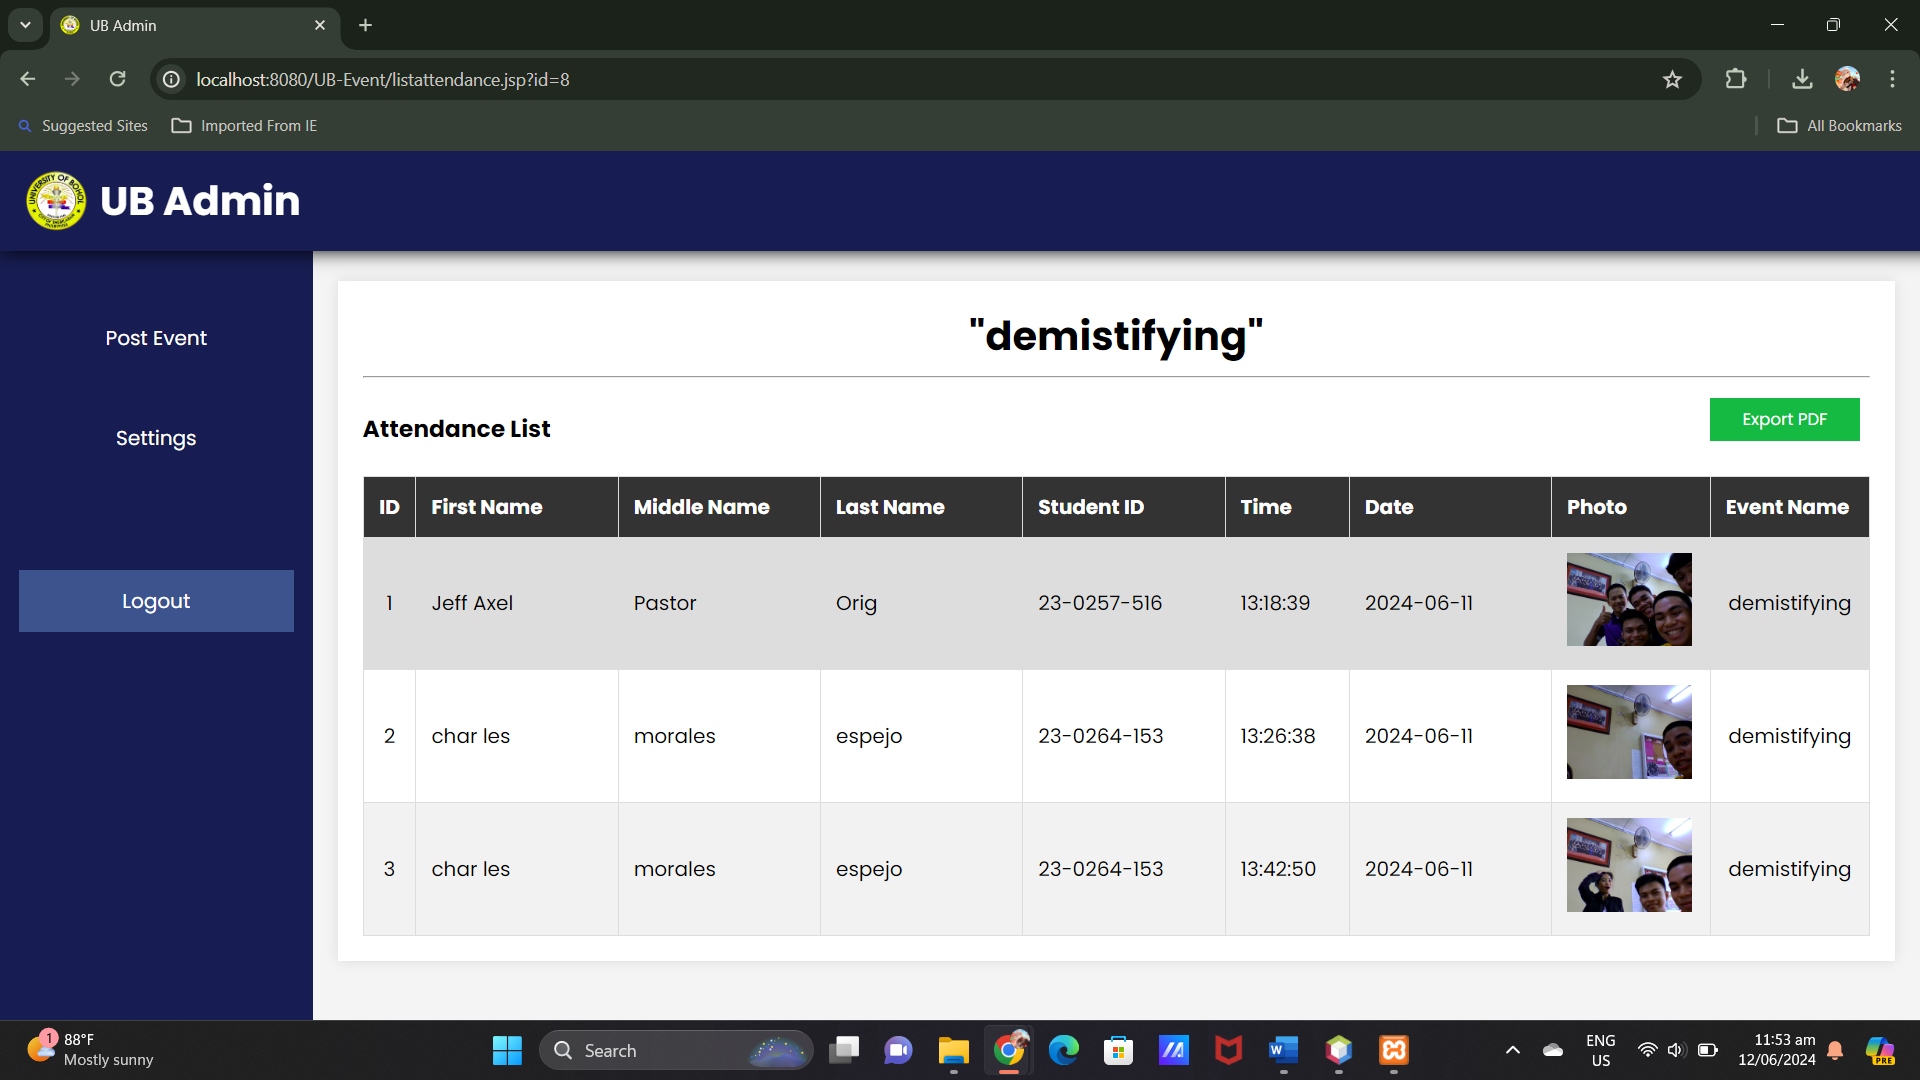 UB Admin
localhost:8080/UB-Event/listattendance.jsp?id=8
Suggested Sites
Imported From IE
All Bookmarks
UNIVERSITY OF BOHOL
UB Admin
Post Event
Settings
Logout
"demistifying"
Attendance List
Export PDF
ID First Name Middle Name Last Name Student ID Time Date Photo Event Name
1 Jeff Axel Pastor Orig 23-0257-516 13:18:39 2024-06-11 demistifying
2 char les morales espejo 23-0264-153 13:26:38 2024-06-11 demistifying
3 char les morales espejo 23-0264-153 13:42:50 2024-06-11 demistifying
1
88°F
Mostly sunny
Search
ENG
US
11:53 am
12/06/2024
PRE